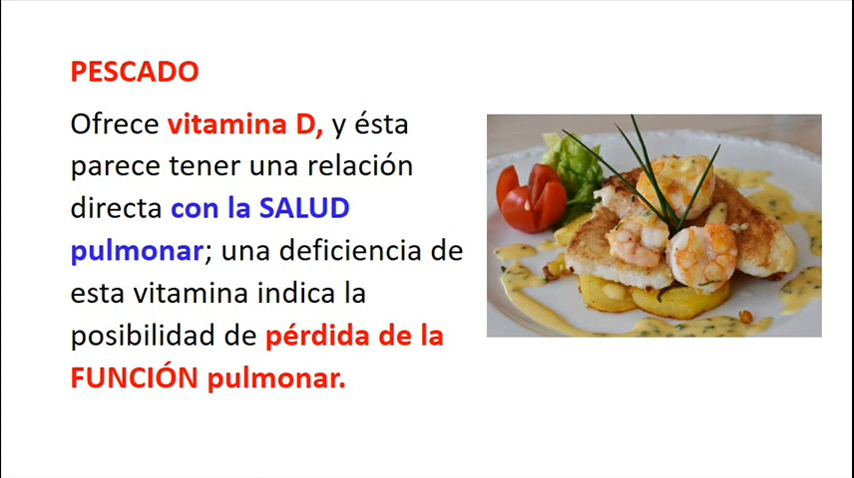 PESCADO
Ofrece vitamina D, y ésta
parece tener una relación
directa con la SALUD
pulmonar; una deficiencia de
esta vitamina indica la
posibilidad de pérdida de la
FUNCIÓN pulmonar.